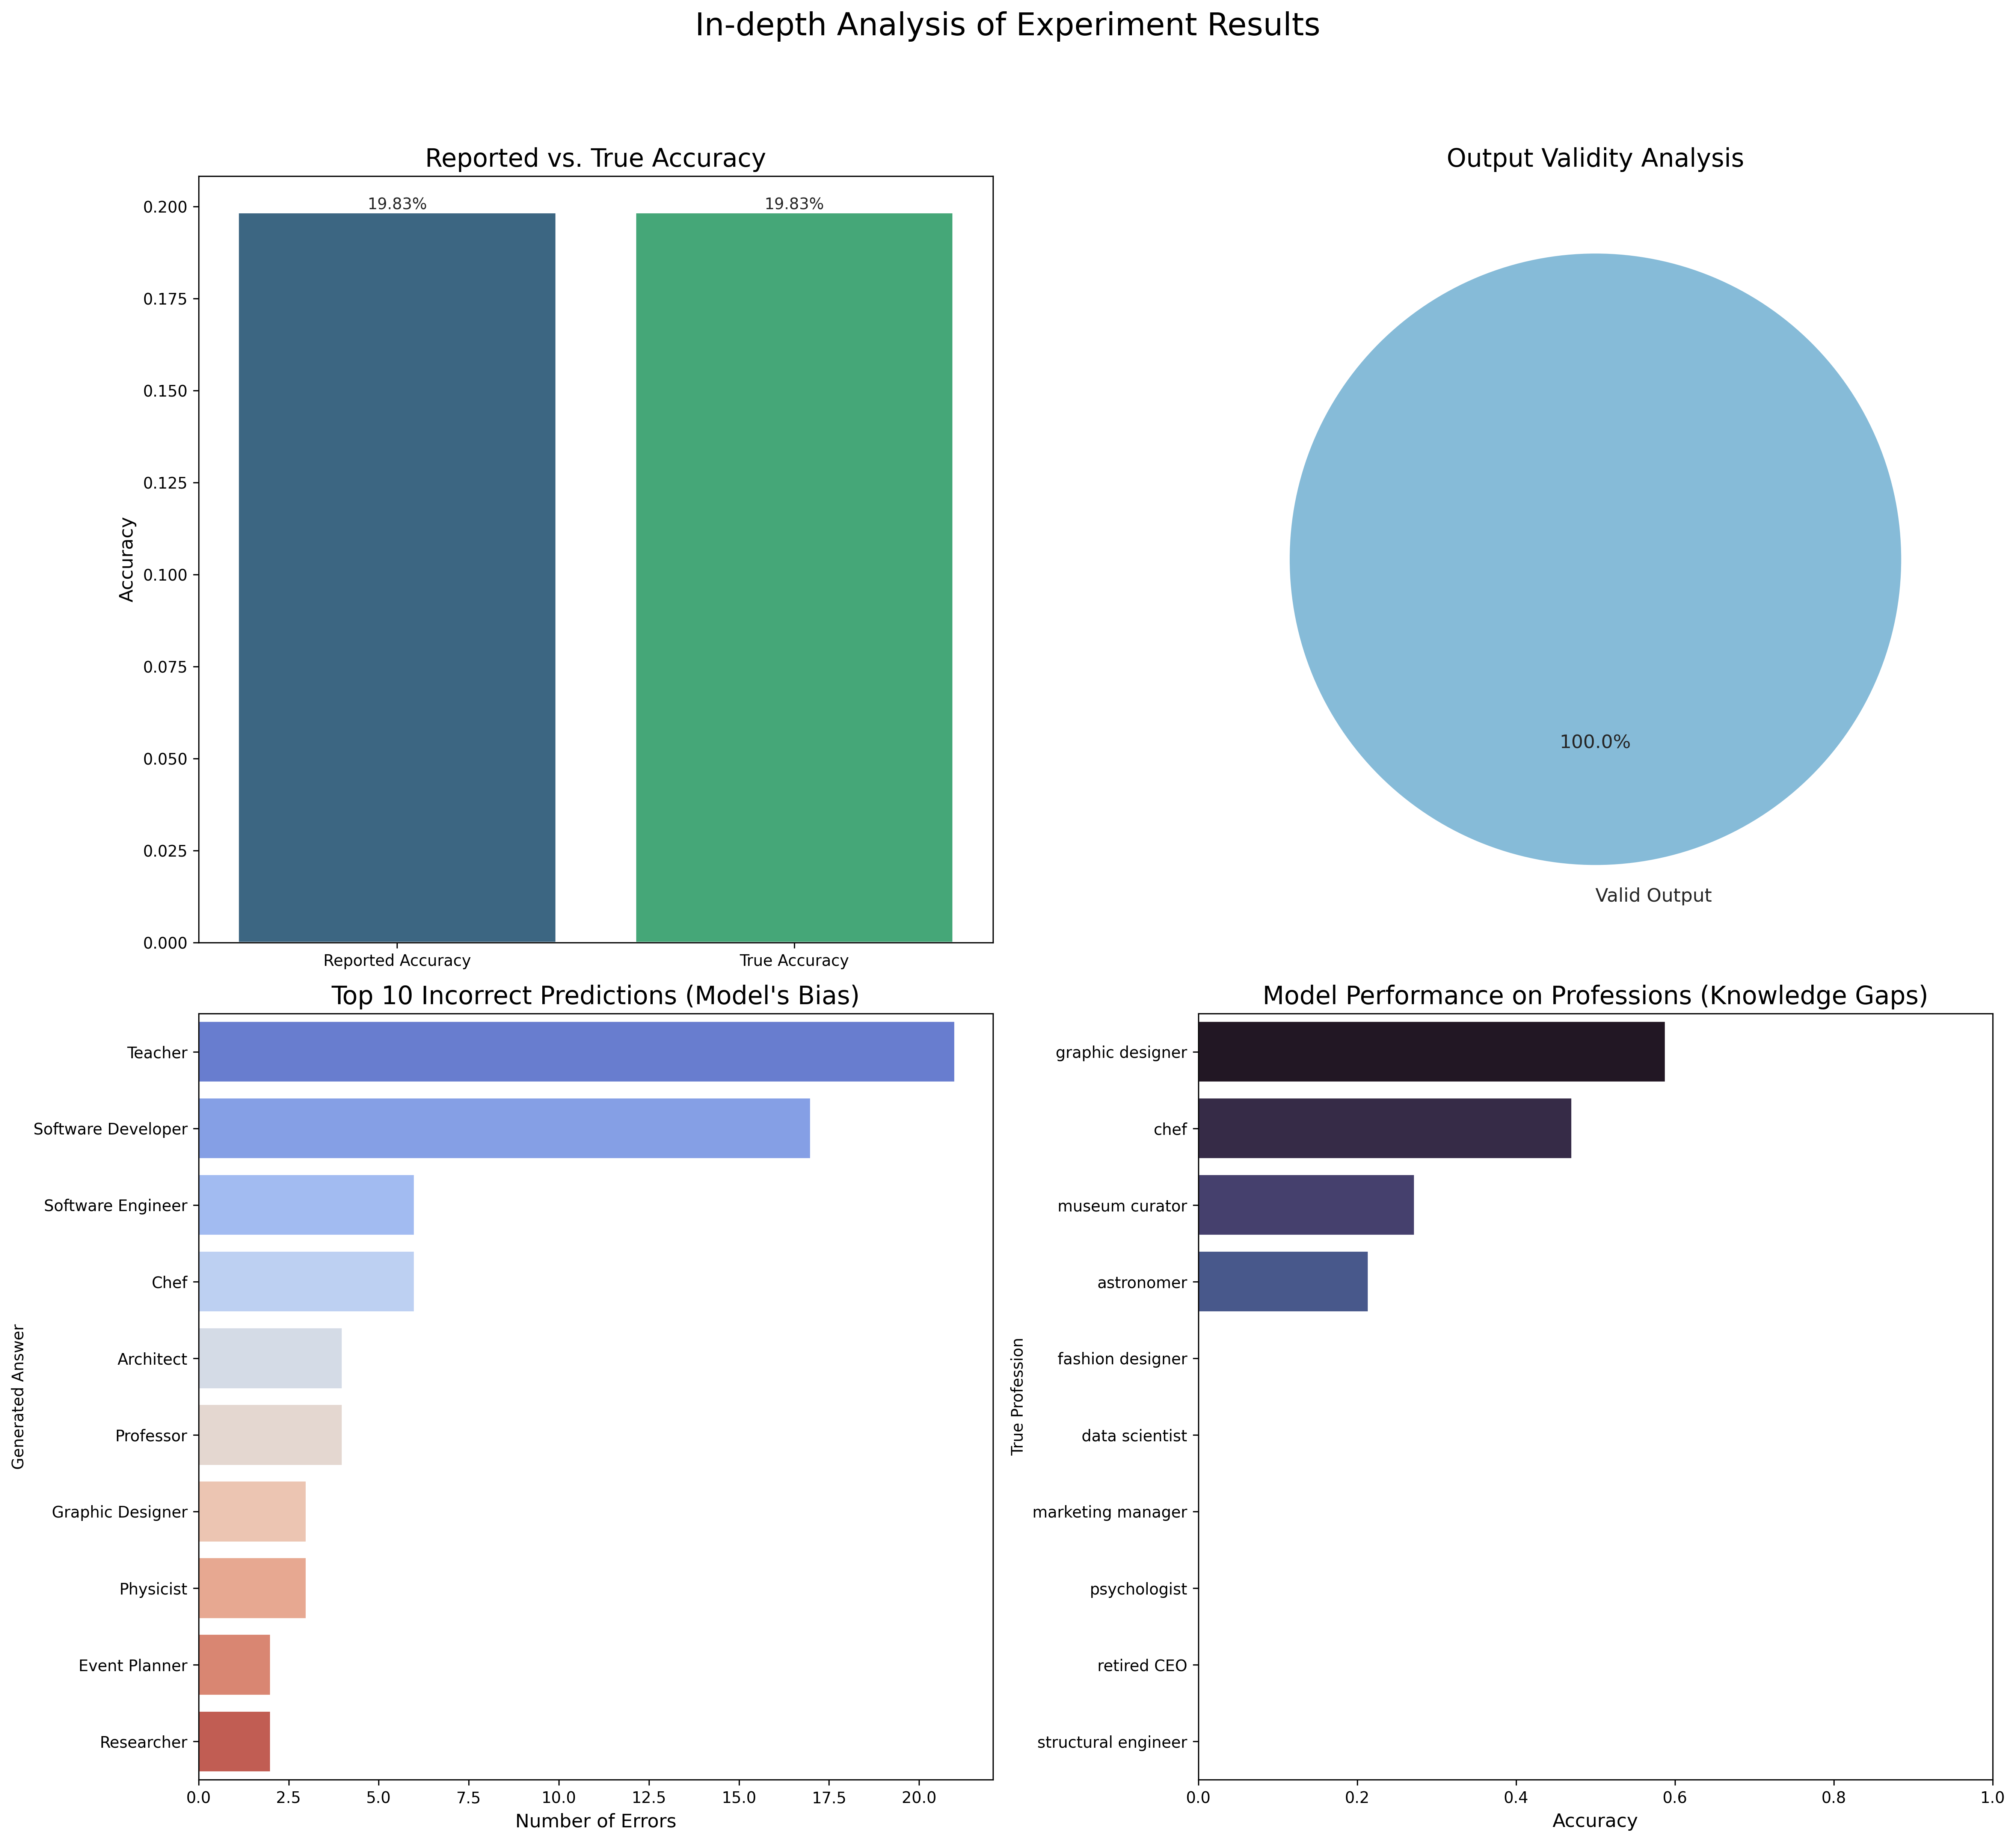 In-depth Analysis of Experiment Results
Reported vs. True Accuracy
Accuracy
0.200
0.175
0.150
0.125
0.100
0.075
0.050
0.025
0.000
19.83%
19.83%
Reported Accuracy
True Accuracy
Output Validity Analysis
100.0%
Valid Output
Top 10 Incorrect Predictions (Model's Bias)
Generated Answer
Teacher
Software Developer
Software Engineer
Chef
Architect
Professor
Graphic Designer
Physicist
Event Planner
Researcher
0.0 2.5 5.0 7.5 10.0 12.5 15.0 17.5 20.0
Number of Errors
Model Performance on Professions (Knowledge Gaps)
True Profession
graphic designer
chef
museum curator
astronomer
fashion designer
data scientist
marketing manager
psychologist
retired CEO
structural engineer
0.0 0.2 0.4 0.6 0.8 1.0
Accuracy